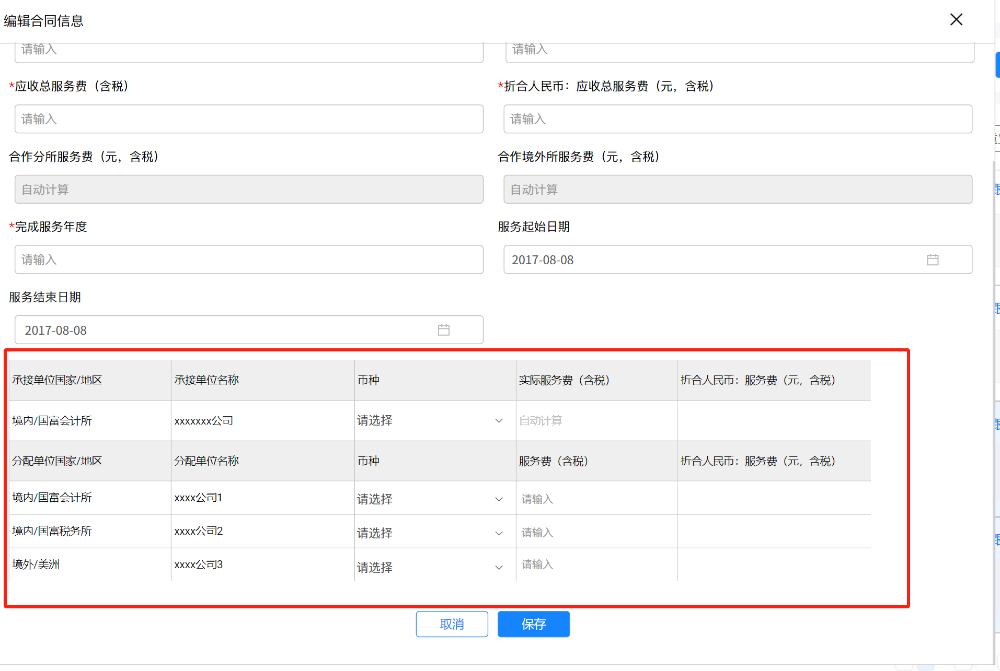 编辑合同信息
请输入 请输入
*应收总服务费（含税） *折合人民币：应收总服务费（元，含税）
请输入 请输入
合作分所服务费（元，含税） 合作境外所服务费（元，含税）
自动计算 自动计算
*完成服务年度 服务起始日期
请输入 2017-08-08
服务结束日期
2017-08-08
承接单位国家/地区 承接单位名称 币种 实际服务费（含税） 折合人民币：服务费（元，含税）
境内/国富会计所 xxxxxxx公司 请选择 自动计算
分配单位国家/地区 分配单位名称 币种 服务费（含税） 折合人民币：服务费（元，含税）
境内/国富会计所 xxxx公司1 请选择 请输入
境内/国富税务所 xxxx公司2 请选择 请输入
境外/美洲 xxxx公司3 请选择 请输入
取消 保存